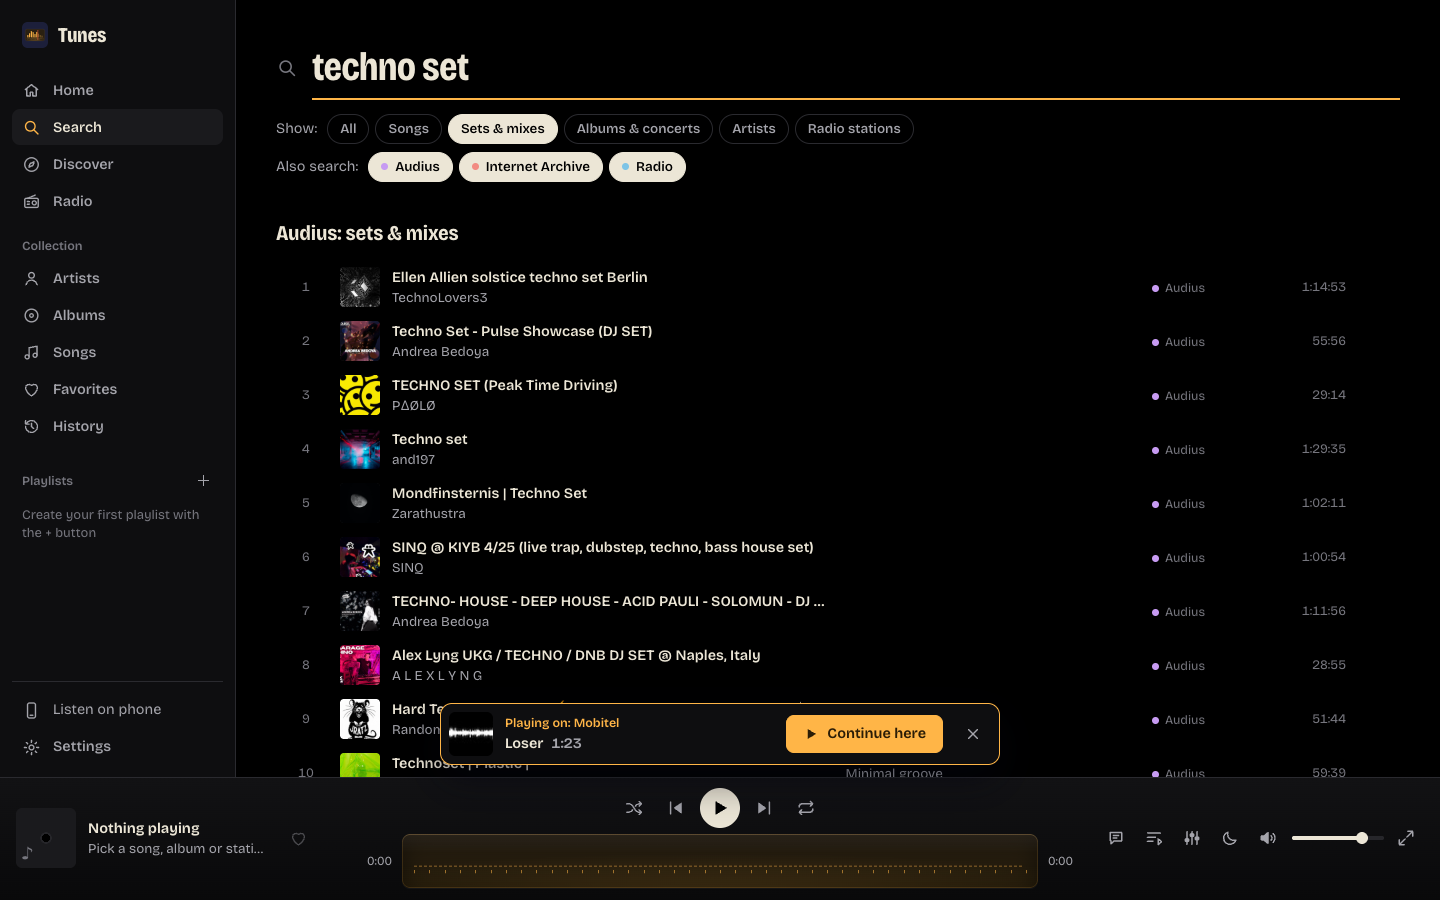 Tunes
Home
Search
Discover
Radio
Collection
Artists
Albums
Songs
Favorites
History
Playlists
Create your first playlist with
the + button
Listen on phone
Settings
techno set
Show: All Songs Sets & mixes Albums & concerts Artists Radio stations
Also search: Audius Internet Archive Radio
Audius: sets & mixes
1 Ellen Allien solstice techno set Berlin Audius 1:14:53
TechnoLovers3
2 Techno Set - Pulse Showcase (DJ SET) Audius 55:56
Andrea Bedoya
3 TECHNO SET (Peak Time Driving) Audius 29:14
PΔØLØ
4 Techno set Audius 1:29:35
and197
5 Mondfinsternis | Techno Set Audius 1:02:11
Zarathustra
6 SINQ @ KIYB 4/25 (live trap, dubstep, techno, bass house set) Audius 1:00:54
SINQ
7 TECHNO- HOUSE - DEEP HOUSE - ACID PAULI - SOLOMUN - DJ ... Audius 1:11:56
Andrea Bedoya
8 Alex Lyng UKG / TECHNO / DNB DJ SET @ Naples, Italy Audius 28:55
A L E X L Y N G
9 Hard Audius 51:44
10 Minimal groove Audius 59:39
Playing on: Mobitel
Loser 1:23
Continue here
Nothing playing
Pick a song, album or stati...
0:00 0:00